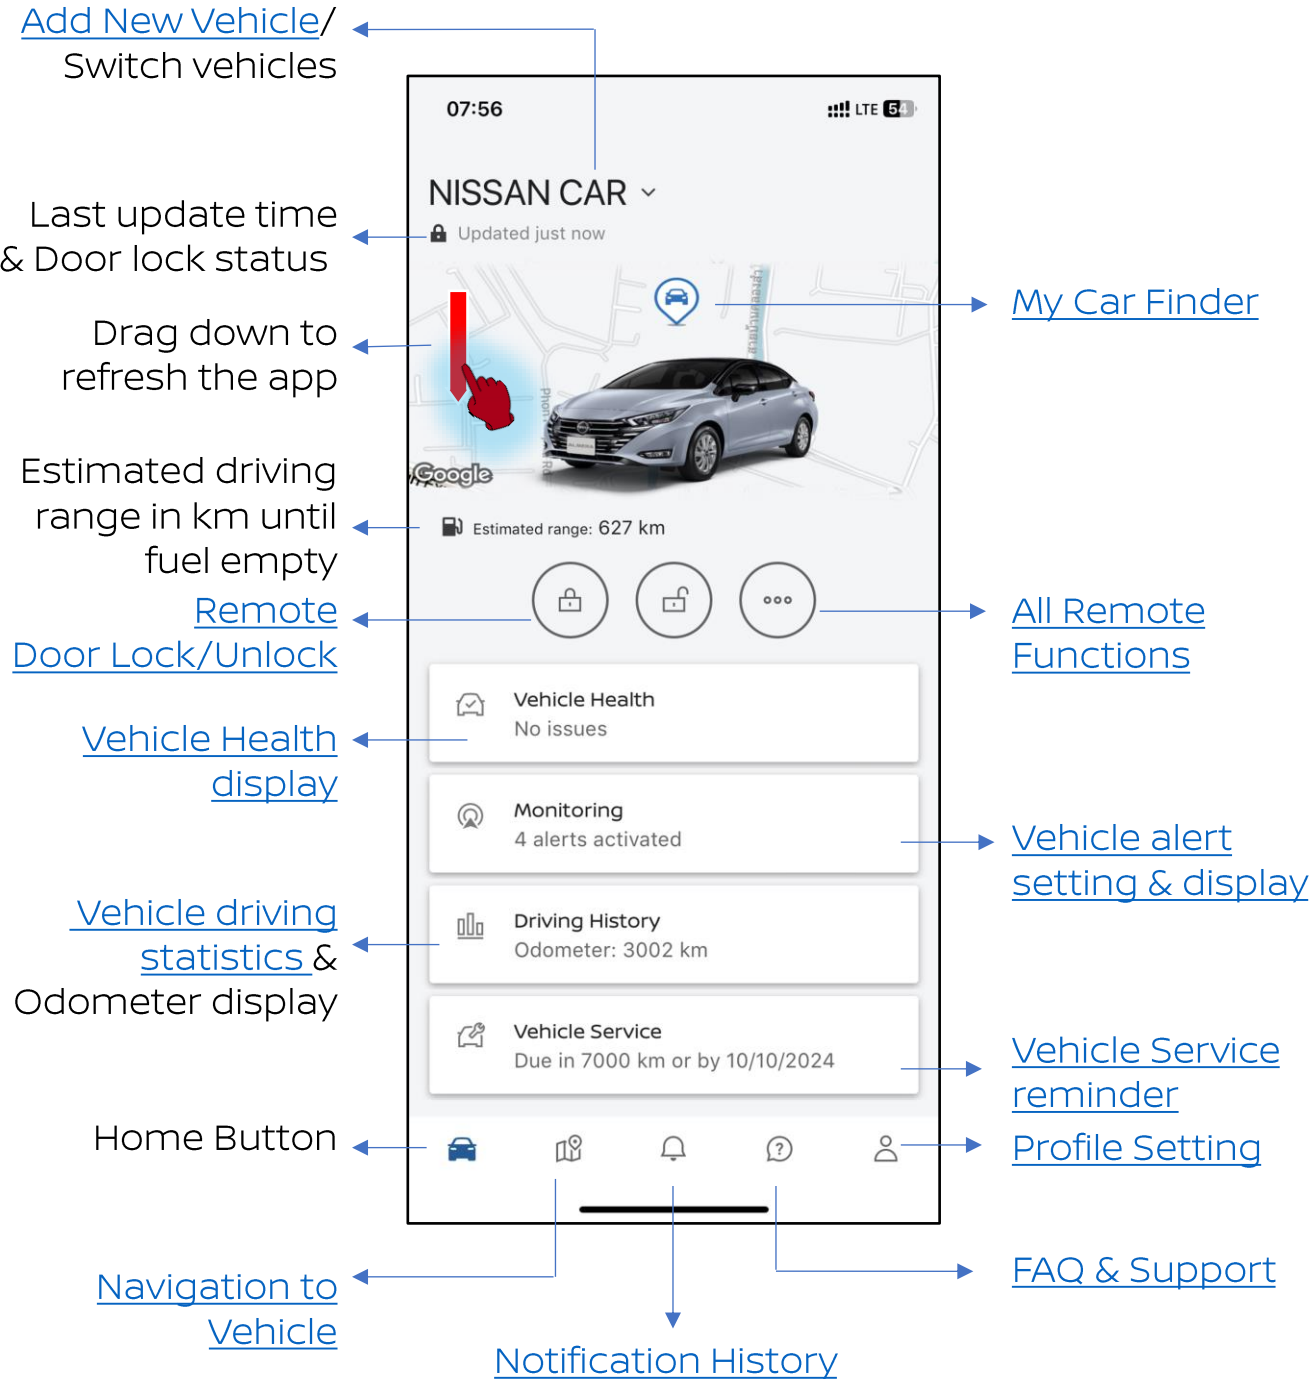 Add New Vehicle/
Switch vehicles
07:56
LTE 54
NISSAN CAR
Updated just now
Last update time
& Door lock status
My Car Finder
Drag down to
refresh the app
ALMERA
Google
Estimated driving
range in km until
fuel empty
Estimated range: 627 km
Remote
Door Lock/Unlock
All Remote
Functions
Vehicle Health
No issues
Vehicle Health
display
Monitoring
4 alerts activated
Vehicle alert
setting & display
Driving History
Odometer: 3002 km
Vehicle driving
statistics &
Odometer display
Vehicle Service
Due in 7000 km or by 10/10/2024
Vehicle Service
reminder
Home Button
Profile Setting
Navigation to
Vehicle
FAQ & Support
Notification History